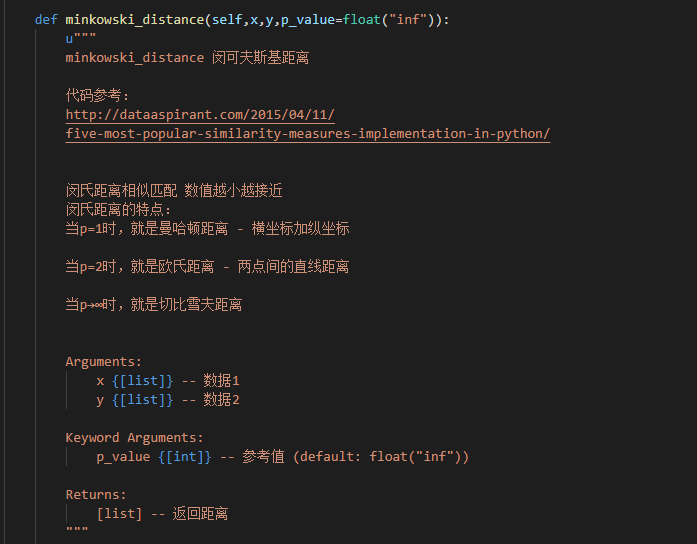 def minkowski_distance(self,x,y,p_value=float("inf")):
u"""
minkowski_distance 闵可夫斯基距离
代码参考:
http://dataaspirant.com/2015/04/11/
five-most-popular-similarity-measures-implementation-in-python/
闵氏距离相似匹配 数值越小越接近
闵氏距离的特点:
当p=1时，就是曼哈顿距离 - 横坐标加纵坐标
当p=2时，就是欧氏距离 - 两点间的直线距离
当p→∞时，就是切比雪夫距离
Arguments:
x {[list]} -- 数据1
y {[list]} -- 数据2
Keyword Arguments:
p_value {[int]} -- 参考值 (default: float("inf"))
Returns:
[list] -- 返回距离
"""